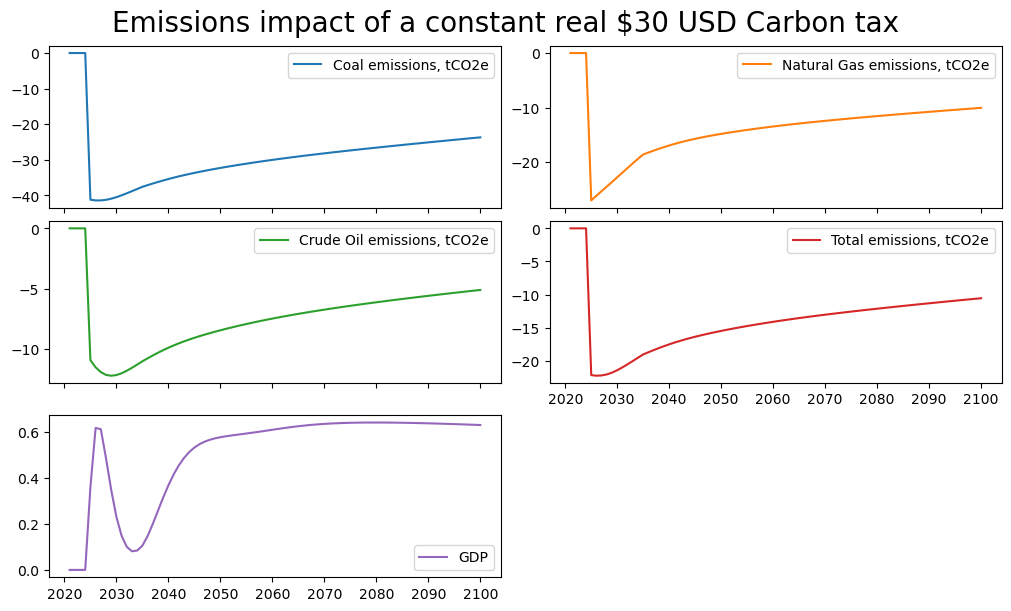 Emissions impact of a constant real $30 USD Carbon tax
0
−10
−20
−30
−40
Coal emissions, tCO2e
0
−10
−20
Natural Gas emissions, tCO2e
0
−5
−10
Crude Oil emissions, tCO2e
0
−5
−10
−15
−20
Total emissions, tCO2e
2020 2030 2040 2050 2060 2070 2080 2090 2100
0.6
0.4
0.2
0.0
GDP
2020 2030 2040 2050 2060 2070 2080 2090 2100